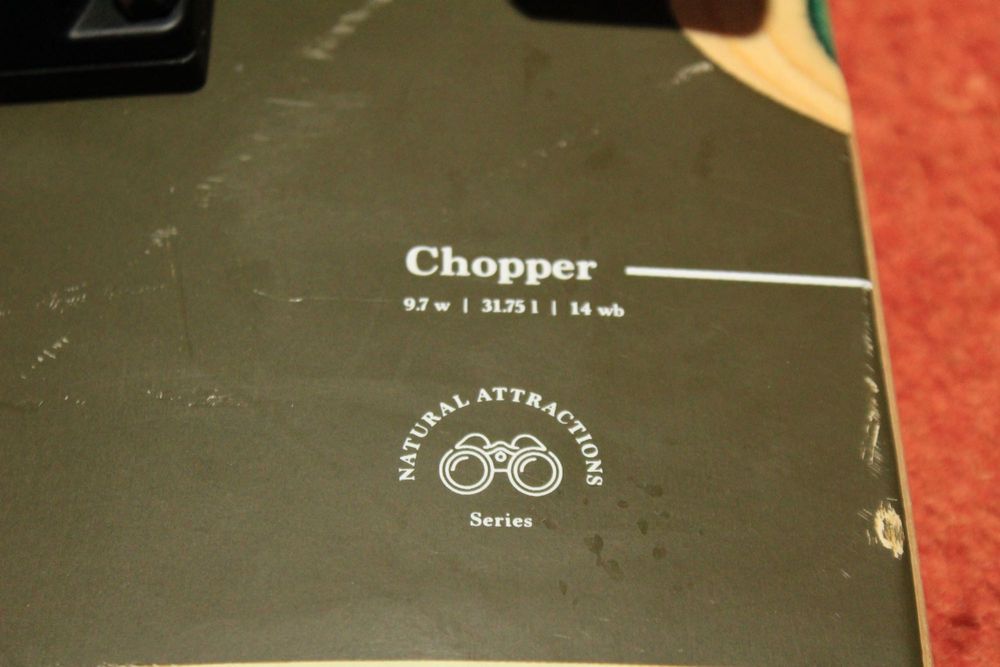 Chopper
9.7 w | 31.75 l | 14 wb
NATURAL ATTRACTIONS
Series